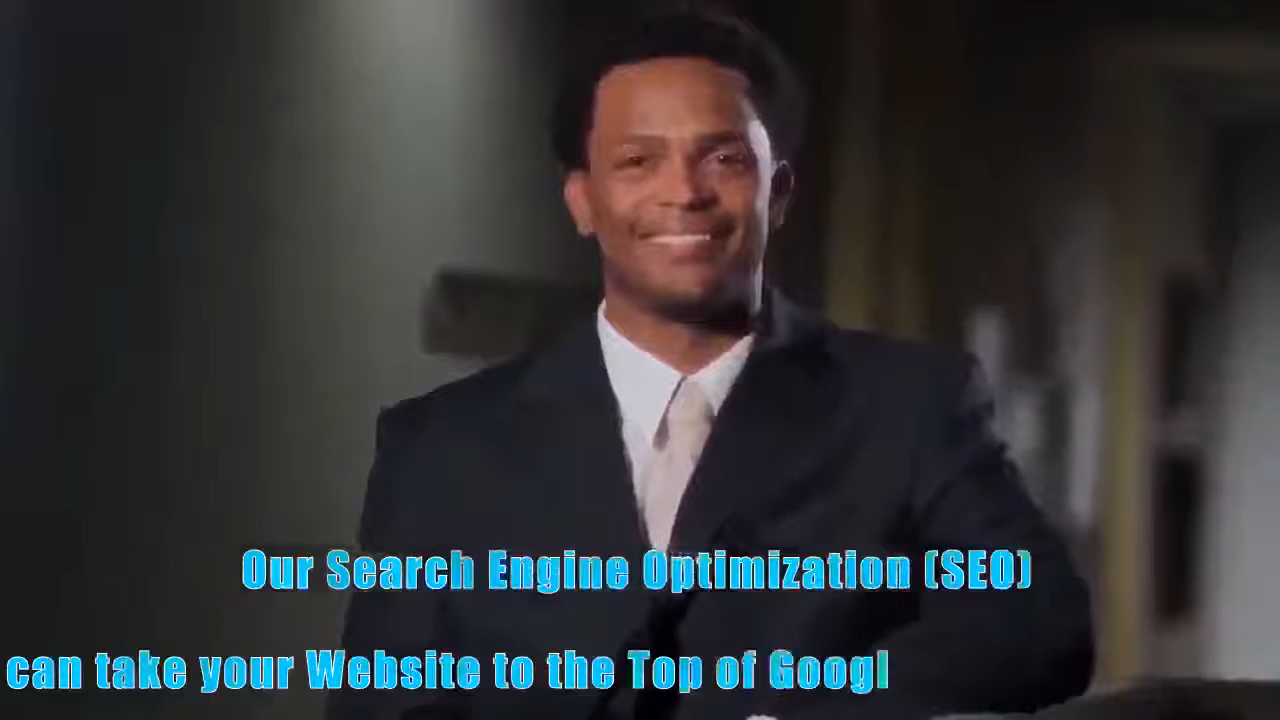 Our Search Engine Optimization (SEO)
can take your Website to the Top of Googl